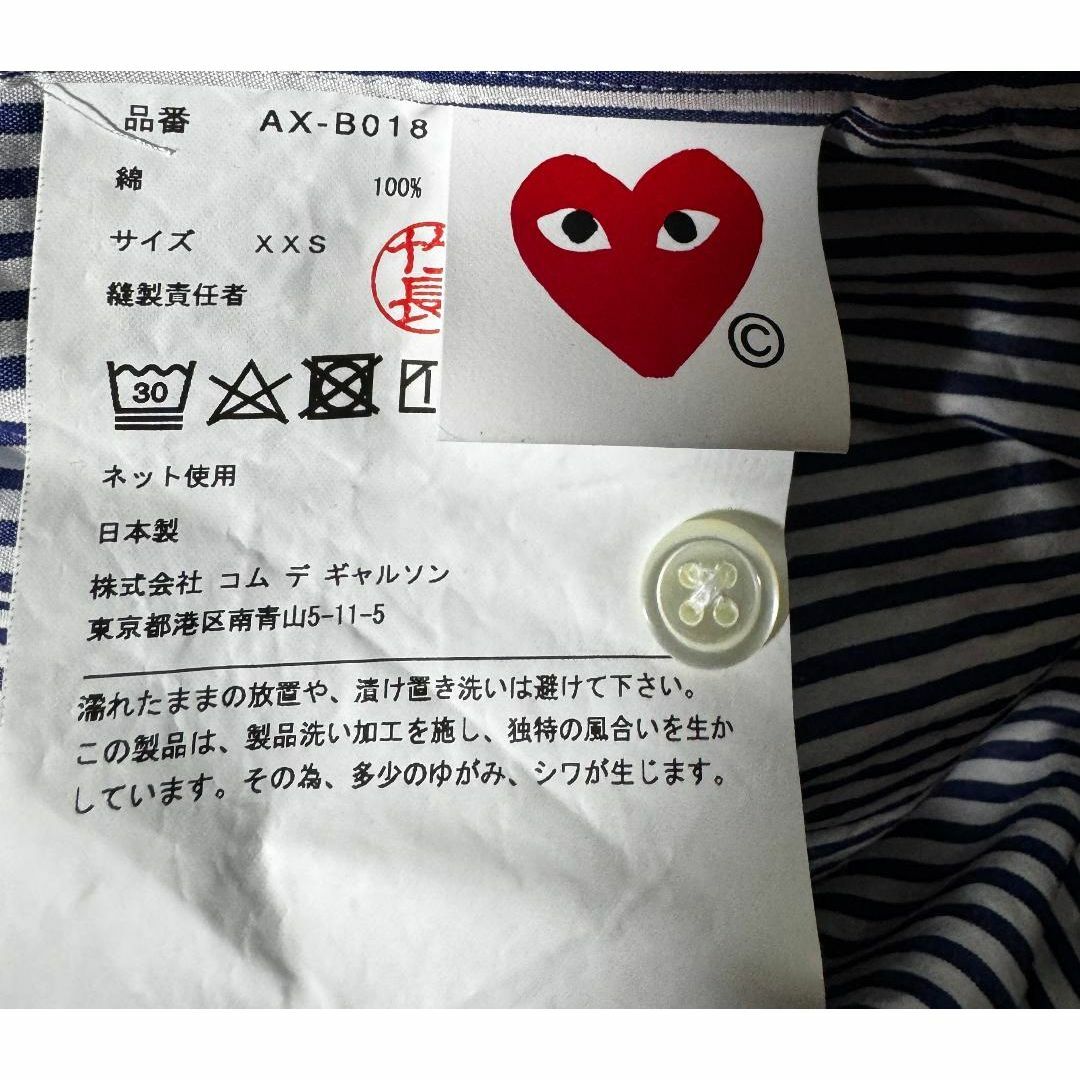 品番 AX-B018
綿 100%
サイズ XXS
縫製責任者
30
ネット使用
日本製
株式会社 コム デ ギャルソン
東京都港区南青山5-11-5
濡れたままの放置や、漬け置き洗いは避けて下さい。
この製品は、製品洗い加工を施し、独特の風合いを生か
しています。その為、多少のゆがみ、シワが生じます。
©